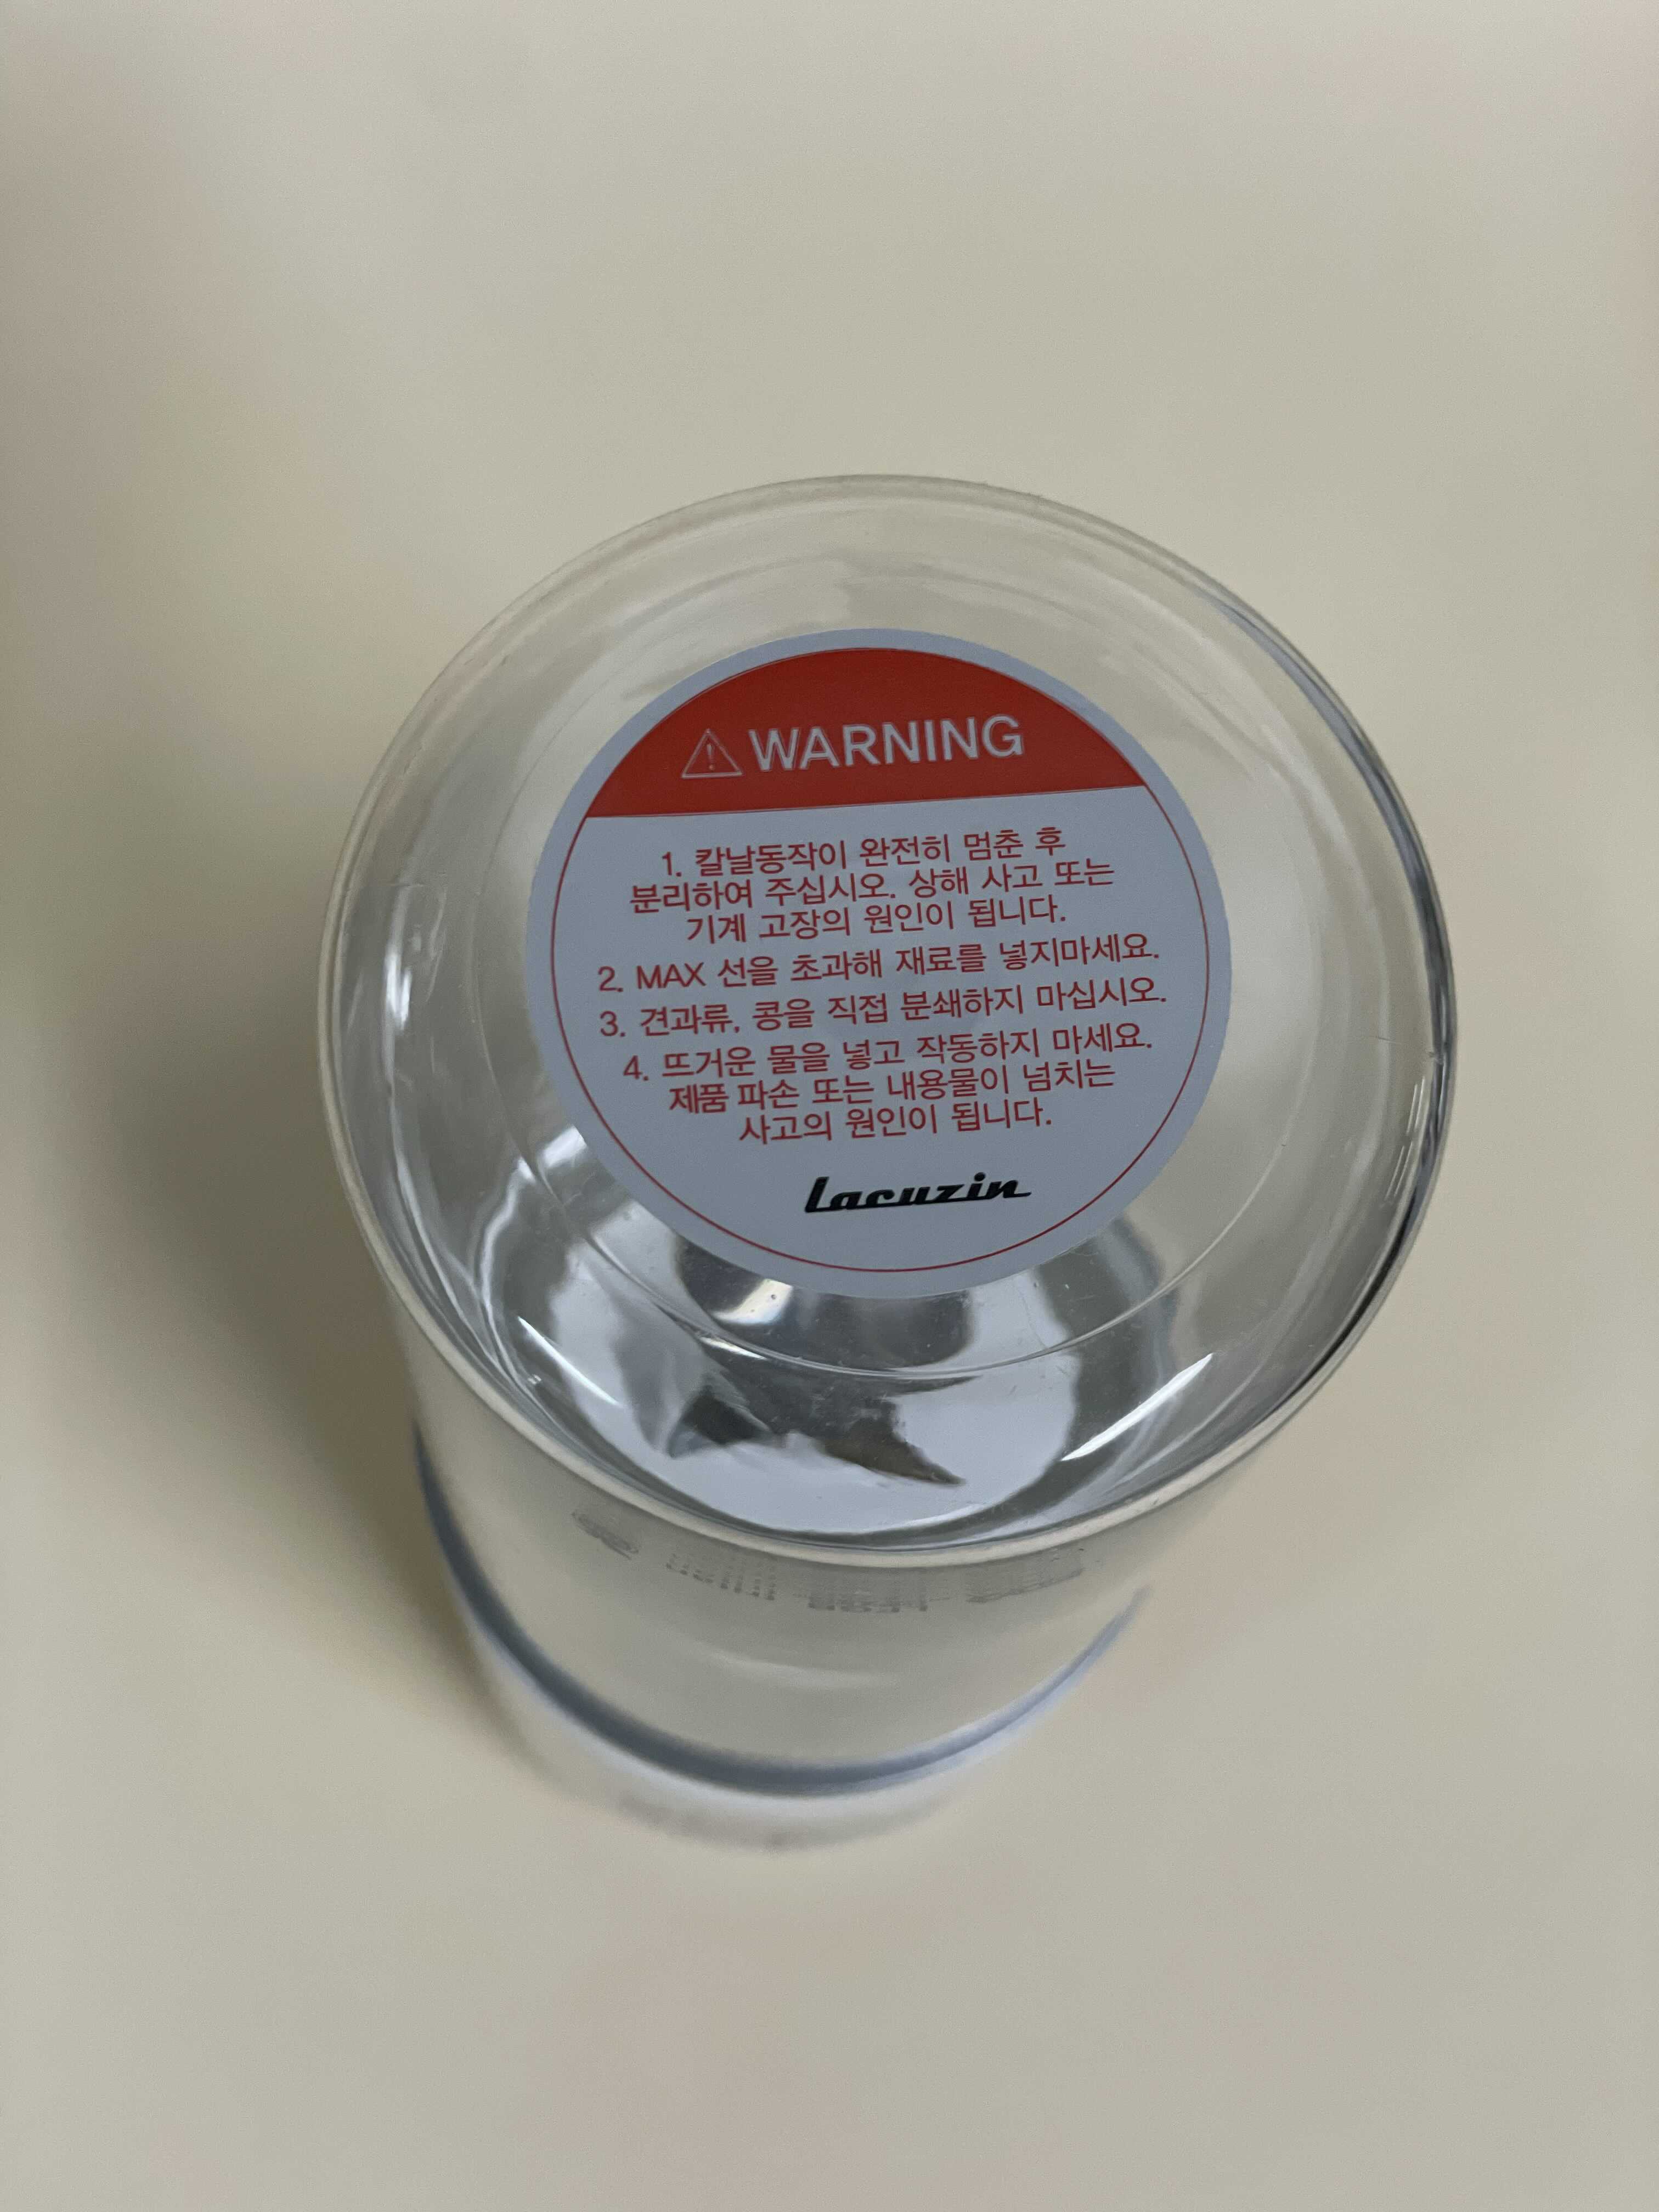 ⚠ WARNING
1. 칼날동작이 완전히 멈춘 후
분리하여 주십시오. 상해 사고 또는
기계 고장의 원인이 됩니다.
2. MAX 선을 초과해 재료를 넣지마세요.
3. 견과류, 콩을 직접 분쇄하지 마십시오.
4. 뜨거운 물을 넣고 작동하지 마세요.
제품 파손 또는 내용물이 넘치는
사고의 원인이 됩니다.
Lacuzin